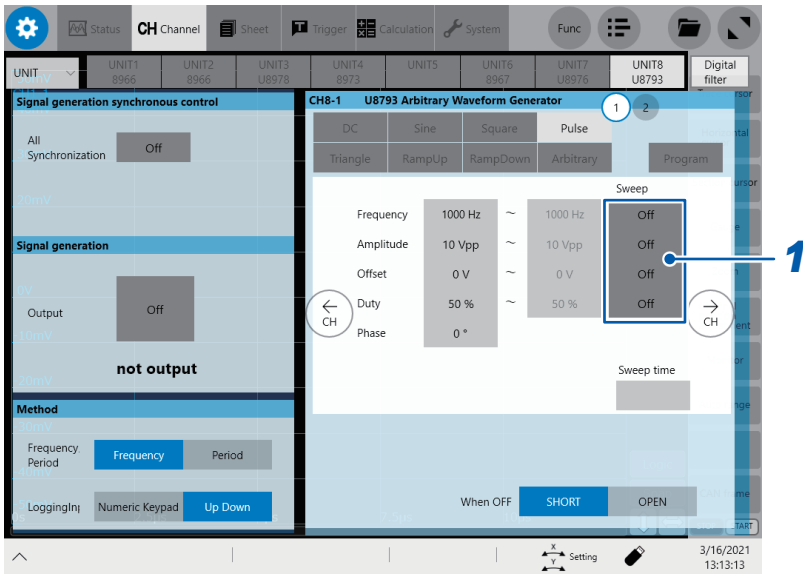 Status
CH Channel
Sheet
T Trigger
Calculation
System
Func
UNIT
UNIT1
8966
UNIT2
8966
UNIT3
U8978
UNIT4
8973
UNIT5
UNIT6
8967
UNIT7
U8976
UNIT8
U8793
Digital
filter
Signal generation synchronous control
All
Synchronization
Off
Signal generation
Output
Off
not output
Method
Frequency
Period
Frequency
Period
LoggingIn
Numeric Keypad
Up Down
CH8-1 U8793 Arbitrary Waveform Generator
1
2
DC
Sine
Square
Pulse
Triangle
RampUp
RampDown
Arbitrary
Program
Sweep
Frequency 1000 Hz ~ 1000 Hz Off
Amplitude 10 Vpp ~ 10 Vpp Off
Offset 0 V ~ 0 V Off
Duty 50 % ~ 50 % Off
Phase 0 °
← CH
→ CH
Sweep time
When OFF
SHORT
OPEN
1
X
Y
Setting
3/16/2021
13:13:13